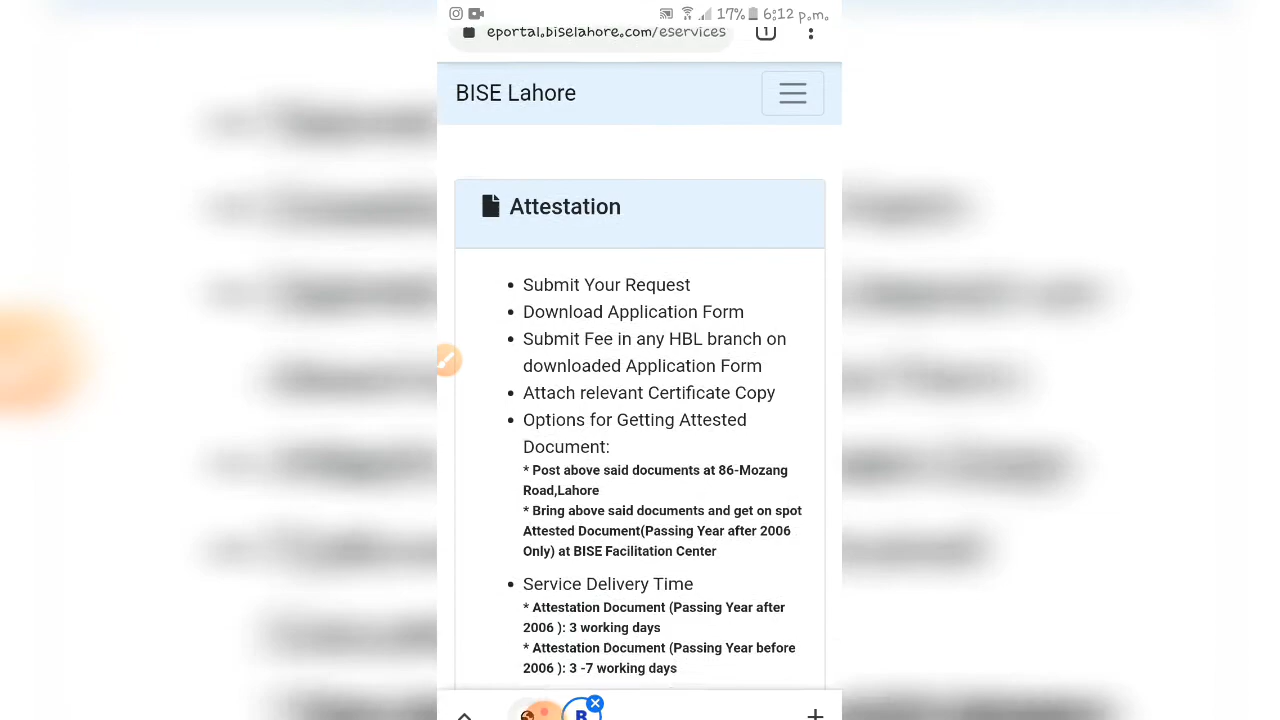 17% 6:12 p.m.
eportal.biselahore.com/eservices
1
BISE Lahore
Attestation
• Submit Your Request
• Download Application Form
• Submit Fee in any HBL branch on
downloaded Application Form
• Attach relevant Certificate Copy
• Options for Getting Attested
Document:
* Post above said documents at 86-Mozang
Road,Lahore
* Bring above said documents and get on spot
Attested Document(Passing Year after 2006
Only) at BISE Facilitation Center
• Service Delivery Time
* Attestation Document (Passing Year after
2006 ): 3 working days
* Attestation Document (Passing Year before
2006 ): 3 -7 working days
B